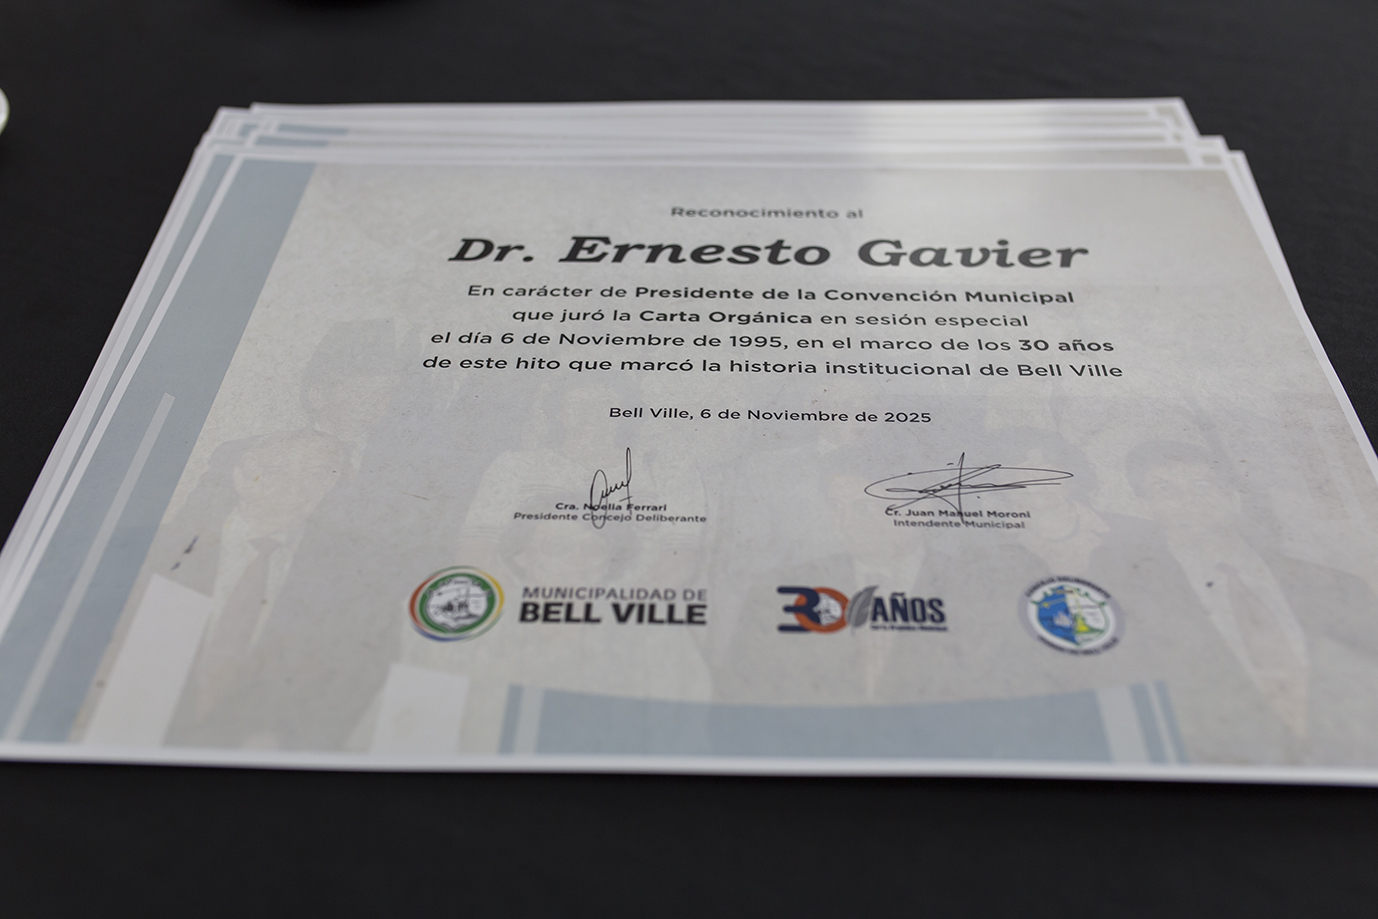 Reconocimiento al
Dr. Ernesto Gavier
En carácter de Presidente de la Convención Municipal
que juró la Carta Orgánica en sesión especial
el día 6 de Noviembre de 1995, en el marco de los 30 años
de este hito que marcó la historia institucional de Bell Ville
Bell Ville, 6 de Noviembre de 2025
Cra. Noelia Ferrari
Presidente Concejo Deliberante
Cr. Juan Manuel Moroni
Intendente Municipal
MUNICIPALIDAD DE
BELL VILLE
30 AÑOS